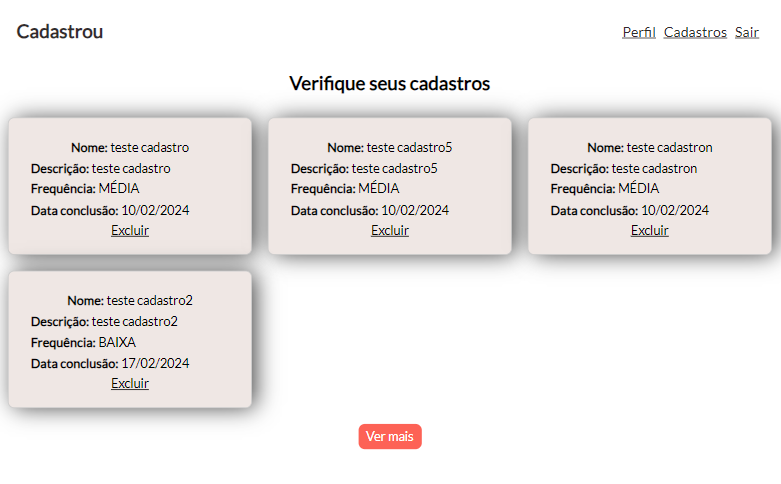 Cadastrou
Perfil Cadastros Sair
Verifique seus cadastros
Nome: teste cadastro
Descrição: teste cadastro
Frequência: MÉDIA
Data conclusão: 10/02/2024
Excluir
Nome: teste cadastro5
Descrição: teste cadastro5
Frequência: MÉDIA
Data conclusão: 10/02/2024
Excluir
Nome: teste cadastron
Descrição: teste cadastron
Frequência: MÉDIA
Data conclusão: 10/02/2024
Excluir
Nome: teste cadastro2
Descrição: teste cadastro2
Frequência: BAIXA
Data conclusão: 17/02/2024
Excluir
Ver mais